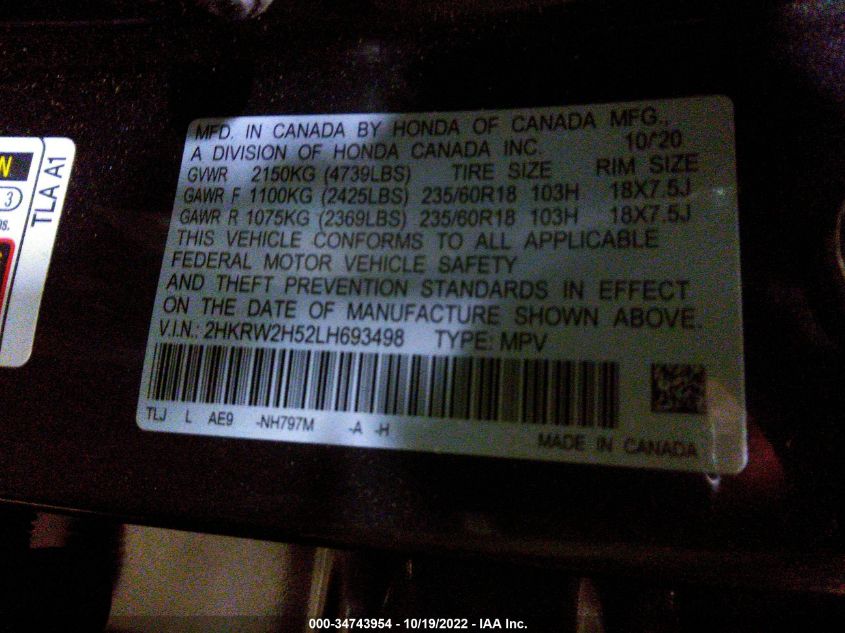 MFD. IN CANADA BY HONDA OF CANADA MFG.,
A DIVISION OF HONDA CANADA INC. 10/'20
GVWR 2150KG (4739LBS) TIRE SIZE RIM SIZE
GAWR F 1100KG (2425LBS) 235/60R18 103H 18X7.5J
GAWR R 1075KG (2369LBS) 235/60R18 103H 18X7.5J
THIS VEHICLE CONFORMS TO ALL APPLICABLE
FEDERAL MOTOR VEHICLE SAFETY
AND THEFT PREVENTION STANDARDS IN EFFECT
ON THE DATE OF MANUFACTURE SHOWN ABOVE.
V.I.N.: 2HKRW2H52LH693498 TYPE: MPV
TLJ L AE9 -NH797M -A -H
MADE IN CANADA
N
3
TLA A1
000-34743954 - 10/19/2022 - IAA Inc.